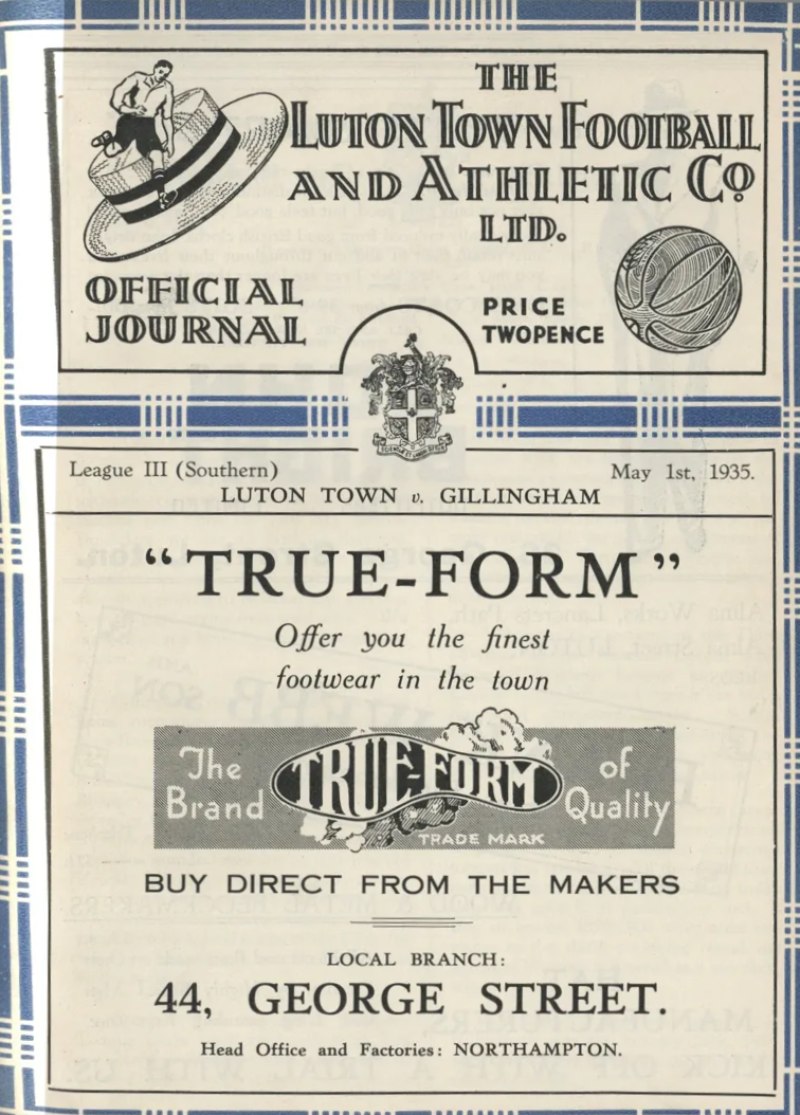 THE
LUTON TOWN FOOTBALL
AND ATHLETIC Co
LTD.
OFFICIAL
JOURNAL
PRICE
TWOPENCE
League III (Southern)
May 1st, 1935.
LUTON TOWN v. GILLINGHAM
“TRUE-FORM”
Offer you the finest
footwear in the town
The
Brand
TRUE-FORM
of
Quality
TRADE MARK
BUY DIRECT FROM THE MAKERS
LOCAL BRANCH:
44, GEORGE STREET.
Head Office and Factories: NORTHAMPTON.